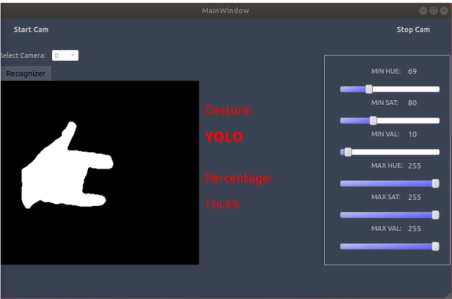 MainWindow
Start Cam
Stop Cam
Select Camera: 0
Recognizer
Gesture:
YOLO
Percentage:
126.8%
MIN HUE: 69
MIN SAT: 80
MIN VAL: 10
MAX HUE: 255
MAX SAT: 255
MAX VAL: 255